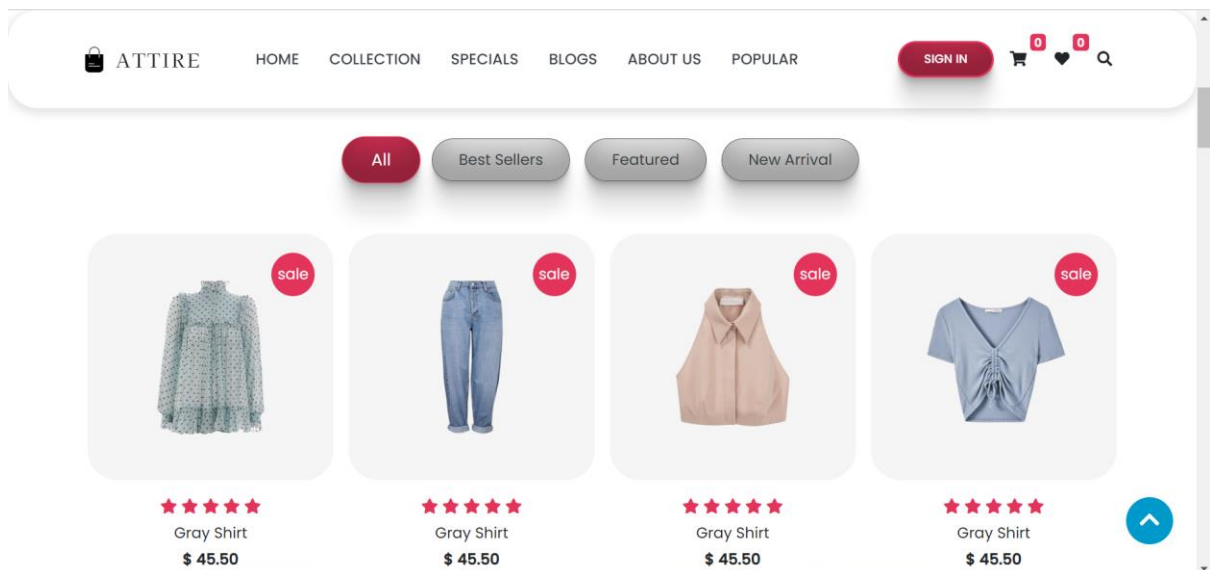 ATTIRE HOME COLLECTION SPECIALS BLOGS ABOUT US POPULAR SIGN IN 0 0
All Best Sellers Featured New Arrival
sale sale sale sale
Gray Shirt Gray Shirt Gray Shirt Gray Shirt
$ 45.50 $ 45.50 $ 45.50 $ 45.50